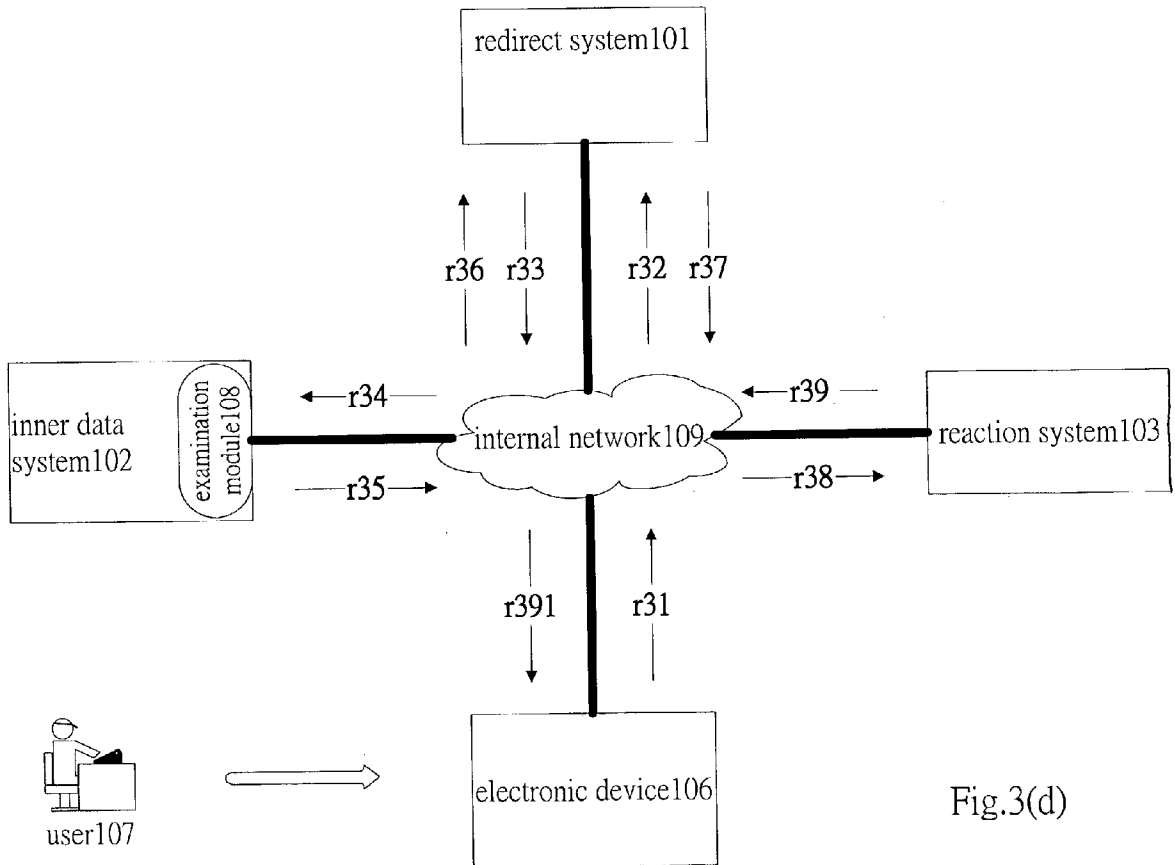 redirect system101
r36
r33
r32
r37
inner data
system102
examination
module108
r34
r35
internal network109
r39
r38
reaction system103
r391
r31
user107
electronic device106
Fig.3(d)